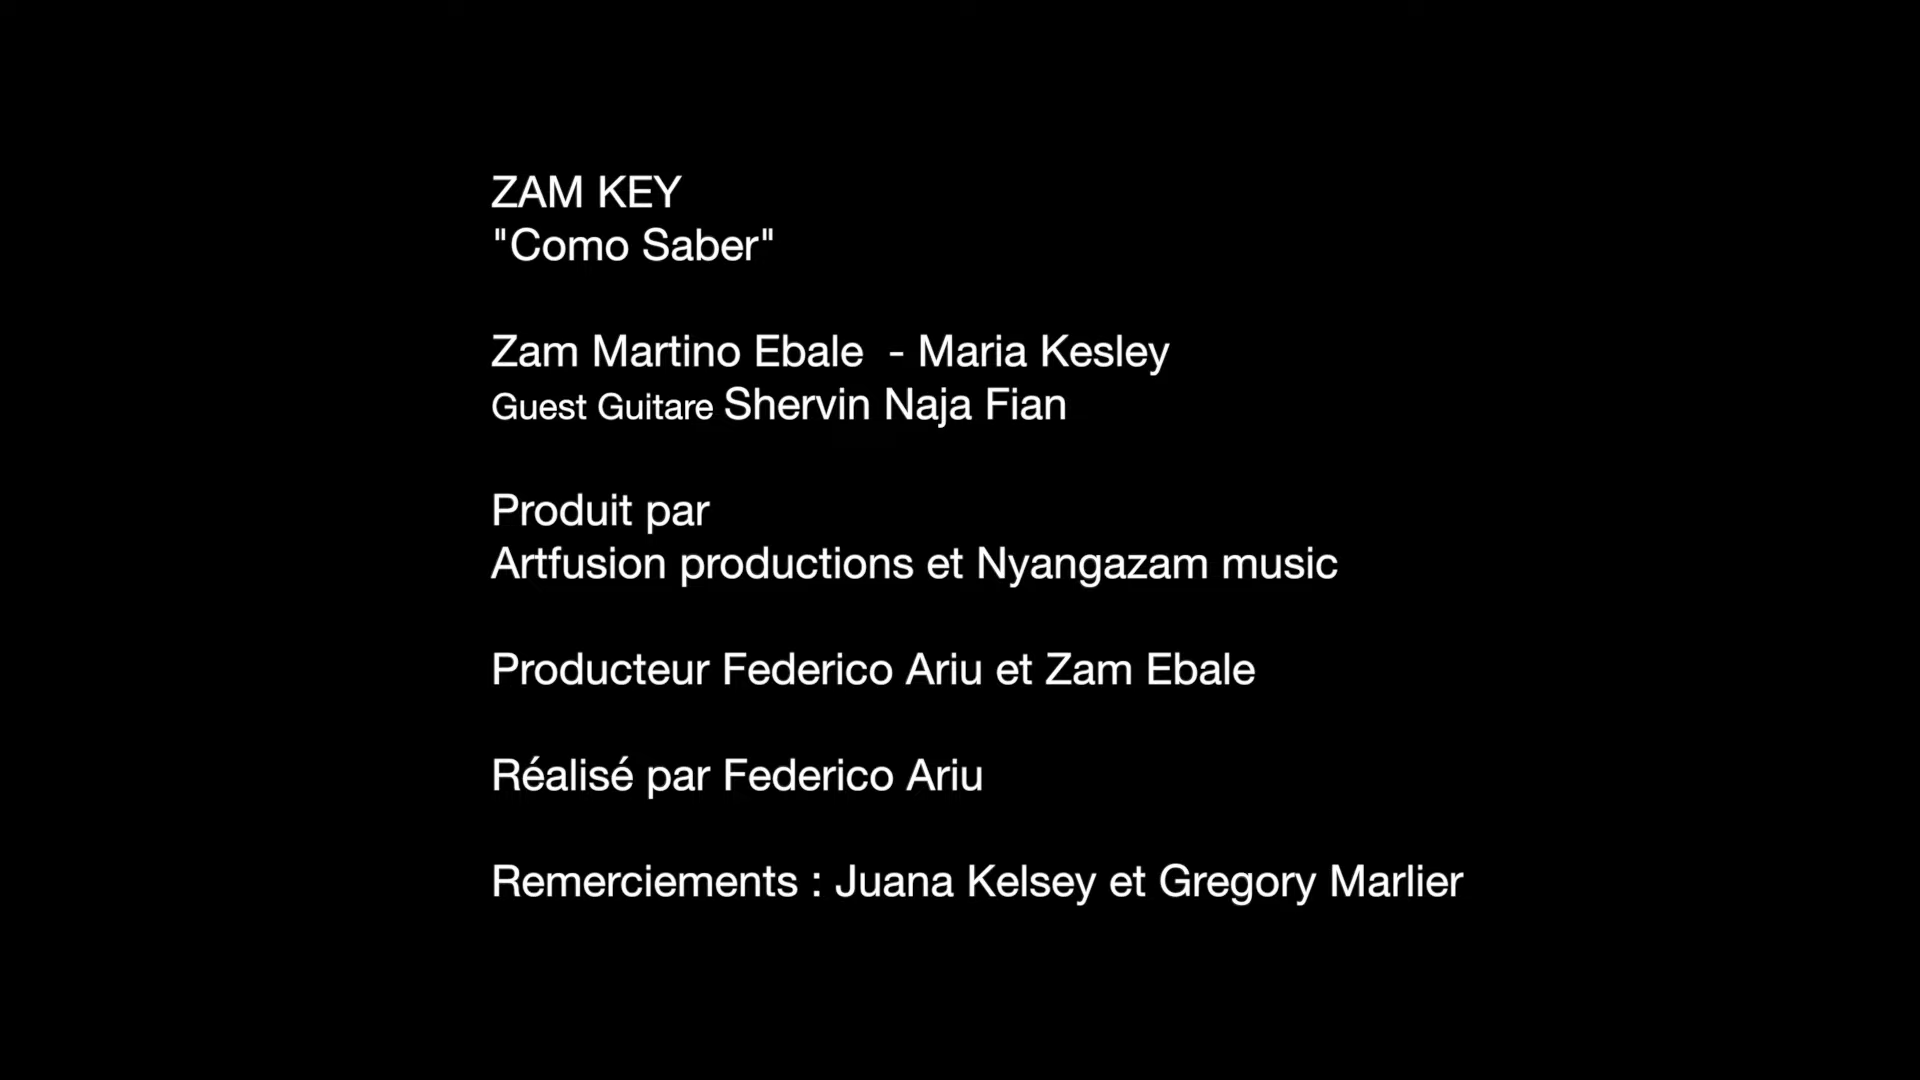 ZAM KEY
"Como Saber"
Zam Martino Ebale  - Maria Kesley
Guest Guitare Shervin Naja Fian
Produit par
Artfusion productions et Nyangazam music
Producteur Federico Ariu et Zam Ebale
Réalisé par Federico Ariu
Remerciements : Juana Kelsey et Gregory Marlier